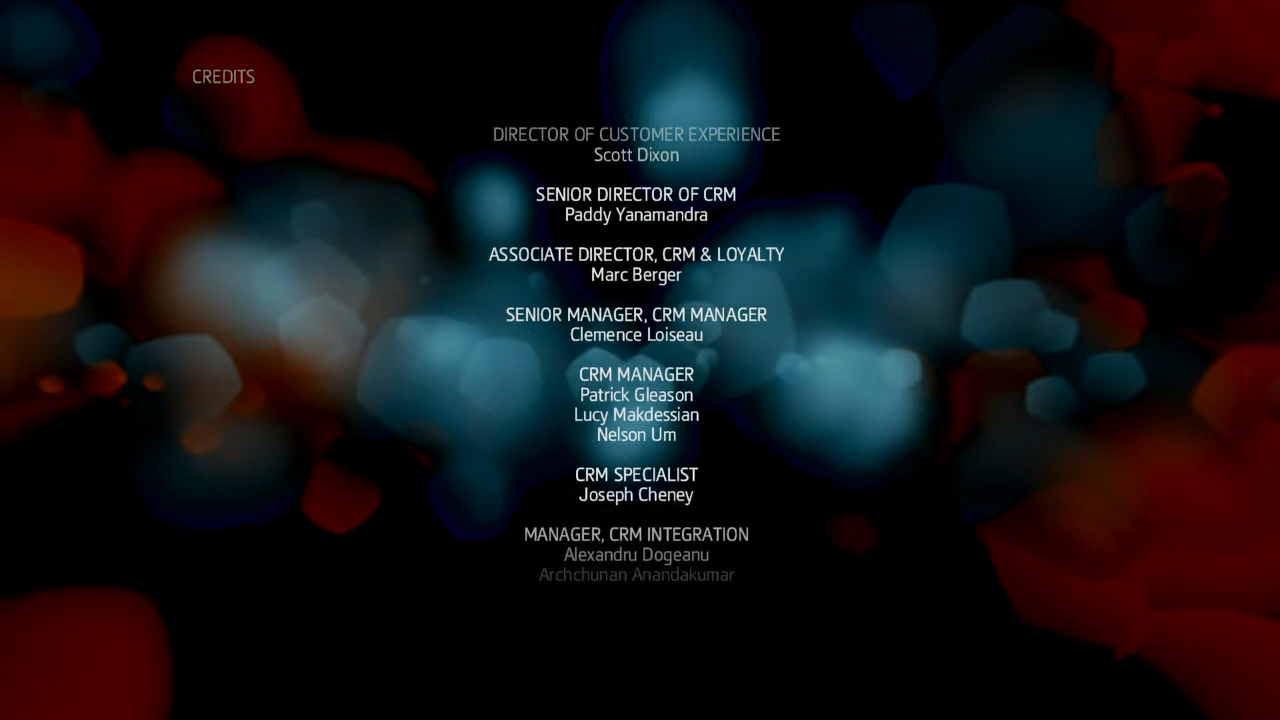 CREDITS
DIRECTOR OF CUSTOMER EXPERIENCE
Scott Dixon
SENIOR DIRECTOR OF CRM
Paddy Yanamandra
ASSOCIATE DIRECTOR, CRM & LOYALTY
Marc Berger
SENIOR MANAGER, CRM MANAGER
Clemence Loiseau
CRM MANAGER
Patrick Gleason
Lucy Makdessian
Nelson Um
CRM SPECIALIST
Joseph Cheney
MANAGER, CRM INTEGRATION
Alexandru Dogeanu
Archchunan Anandakumar